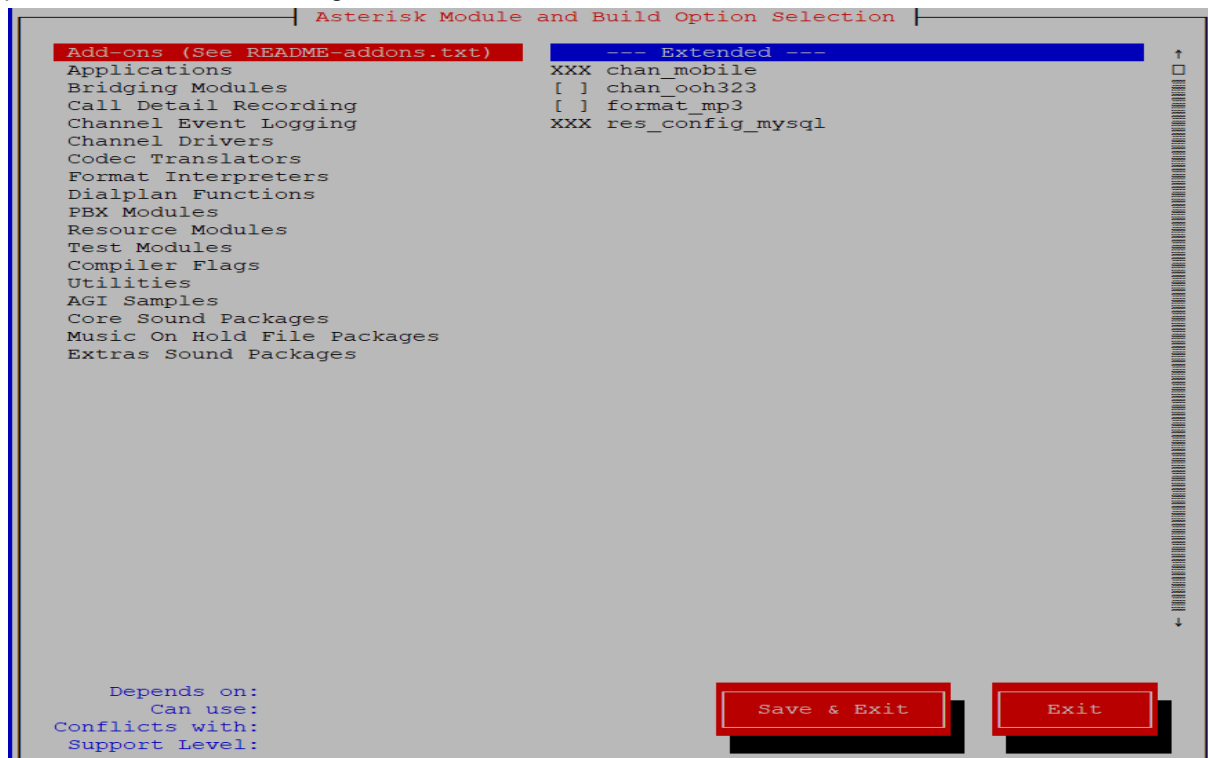 Asterisk Module and Build Option Selection
Add-ons (See README-addons.txt)
Applications
Bridging Modules
Call Detail Recording
Channel Event Logging
Channel Drivers
Codec Translators
Format Interpreters
Dialplan Functions
PBX Modules
Resource Modules
Test Modules
Compiler Flags
Utilities
AGI Samples
Core Sound Packages
Music On Hold File Packages
Extras Sound Packages
--- Extended ---
XXX chan_mobile
[ ] chan_ooh323
[ ] format_mp3
XXX res_config_mysql
Depends on:
Can use:
Conflicts with:
Support Level:
Save & Exit
Exit